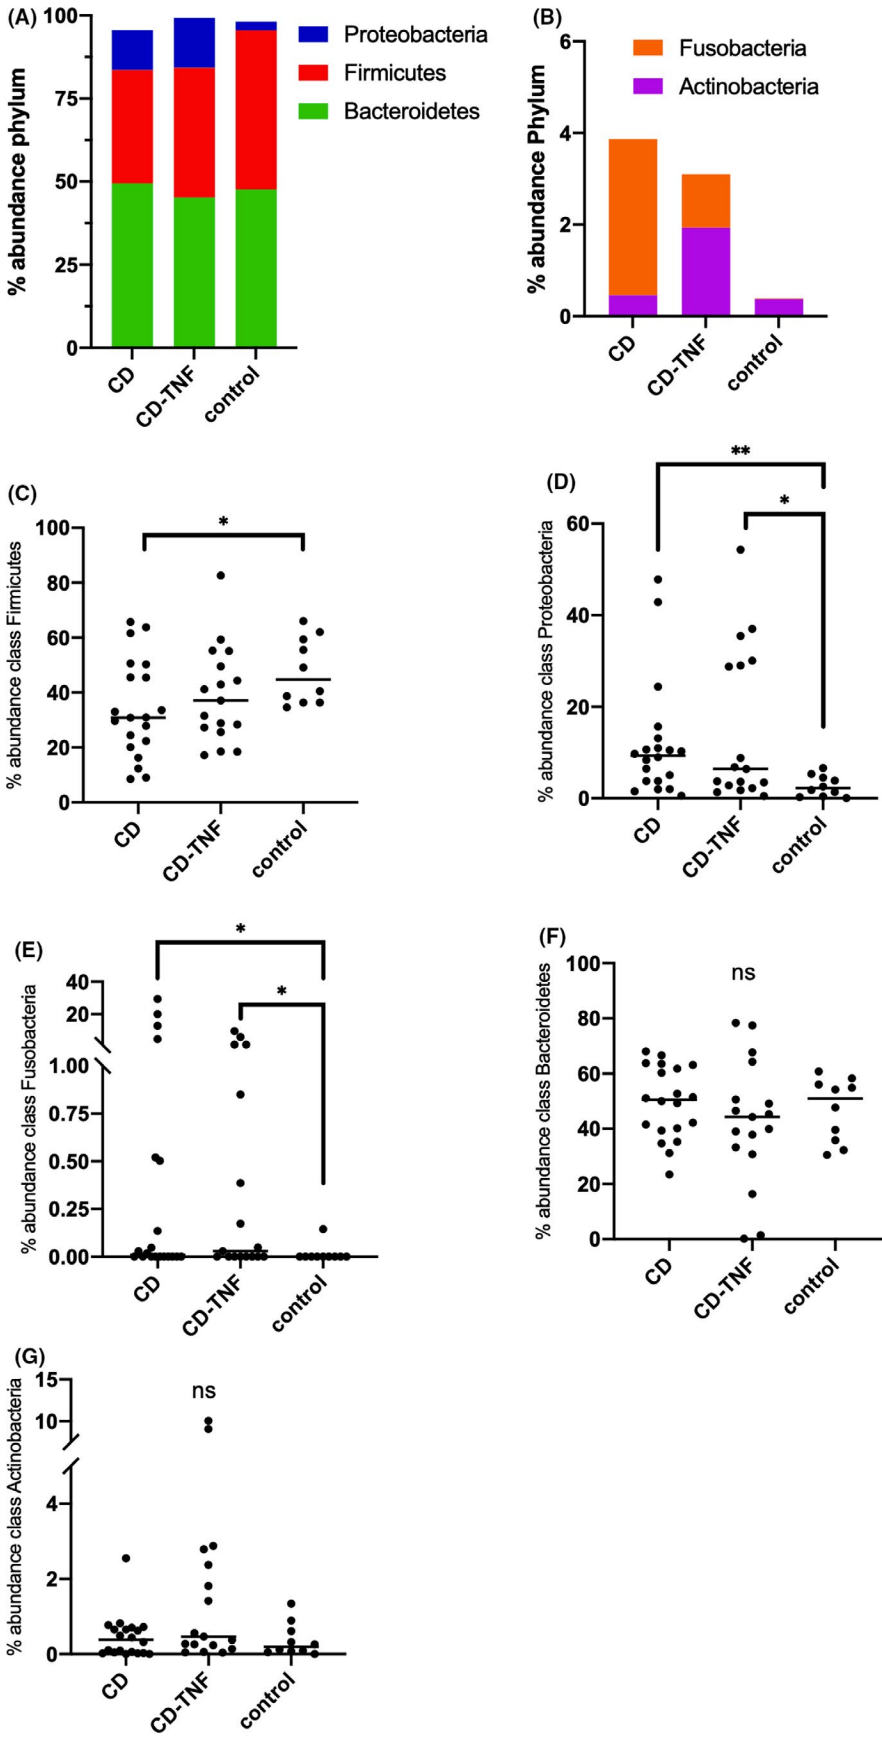 (A)
% abundance phylum
100
75
50
25
0
CD
CD-TNF
control
Proteobacteria
Firmicutes
Bacteroidetes
(B)
% abundance Phylum
6
4
2
0
CD
CD-TNF
control
Fusobacteria
Actinobacteria
(C)
% abundance class Firmicutes
100
80
60
40
20
0
*
CD
CD-TNF
control
(D)
% abundance class Proteobacteria
60
40
20
0
**
*
CD
CD-TNF
control
(E)
% abundance class Fusobacteria
40
20
1.00
0.75
0.50
0.25
0.00
*
*
CD
CD-TNF
control
(F)
% abundance class Bacteroidetes
100
80
60
40
20
0
ns
CD
CD-TNF
control
(G)
% abundance class Actinobacteria
15
10
4
2
0
ns
CD
CD-TNF
control